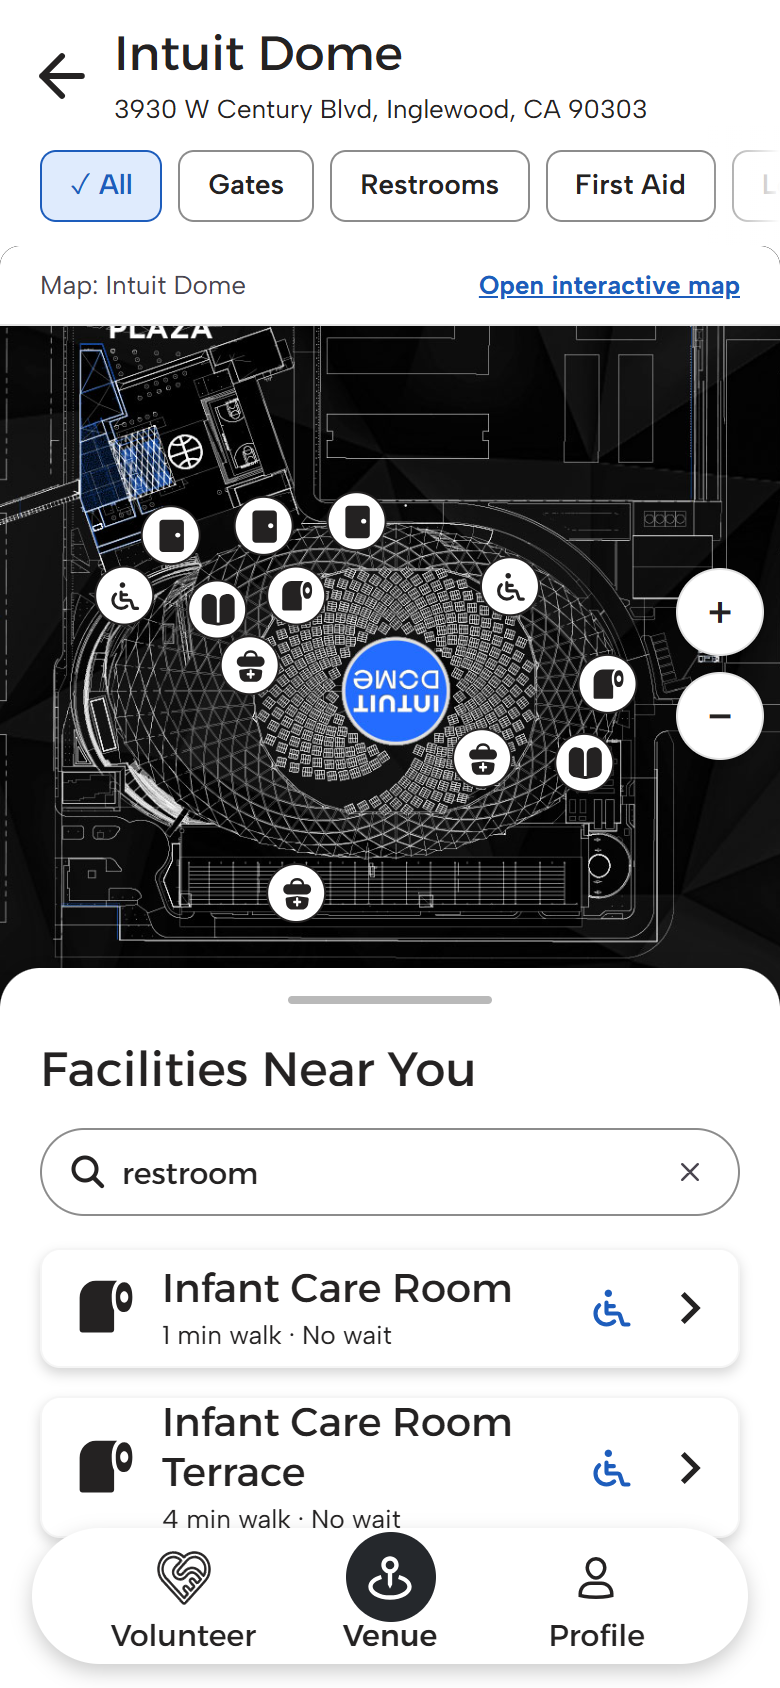 Intuit Dome
3930 W Century Blvd, Inglewood, CA 90303
✓ All
Gates
Restrooms
First Aid
Map: Intuit Dome
Open interactive map
PLAZA
INTUIT
DOME
+
−
Facilities Near You
restroom
Infant Care Room
1 min walk · No wait
Infant Care Room
Terrace
4 min walk · No wait
Volunteer
Venue
Profile